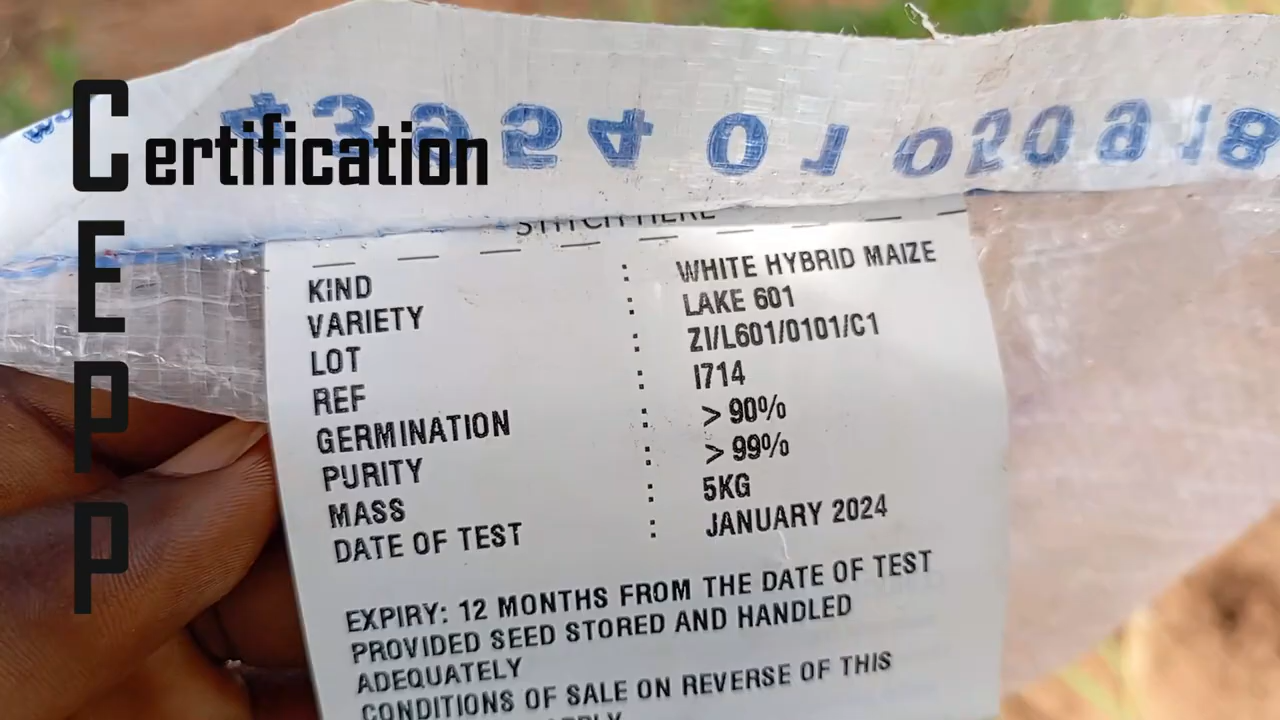 Certification
E
P
P
STITCH HERE
KIND : WHITE HYBRID MAIZE
VARIETY : LAKE 601
LOT : ZI/L601/0101/C1
REF : I714
GERMINATION : > 90%
PURITY : > 99%
MASS : 5KG
DATE OF TEST : JANUARY 2024
EXPIRY: 12 MONTHS FROM THE DATE OF TEST
PROVIDED SEED STORED AND HANDLED
ADEQUATELY
CONDITIONS OF SALE ON REVERSE OF THIS
APPLY